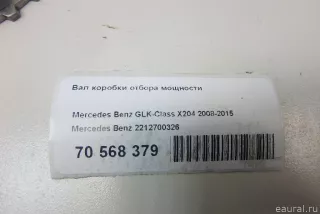 Вал коробки отбора мощности
Mercedes Benz GLK-Class X204 2008-2015
Mercedes Benz 2212700326
70 568 379
eaural.ru